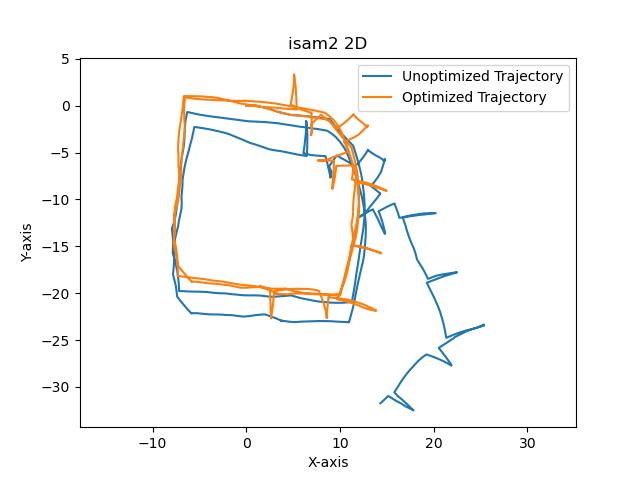 isam2 2D
Unoptimized Trajectory
Optimized Trajectory
5
0
−5
−10
−15
−20
−25
−30
Y-axis
−10
0
10
20
30
X-axis